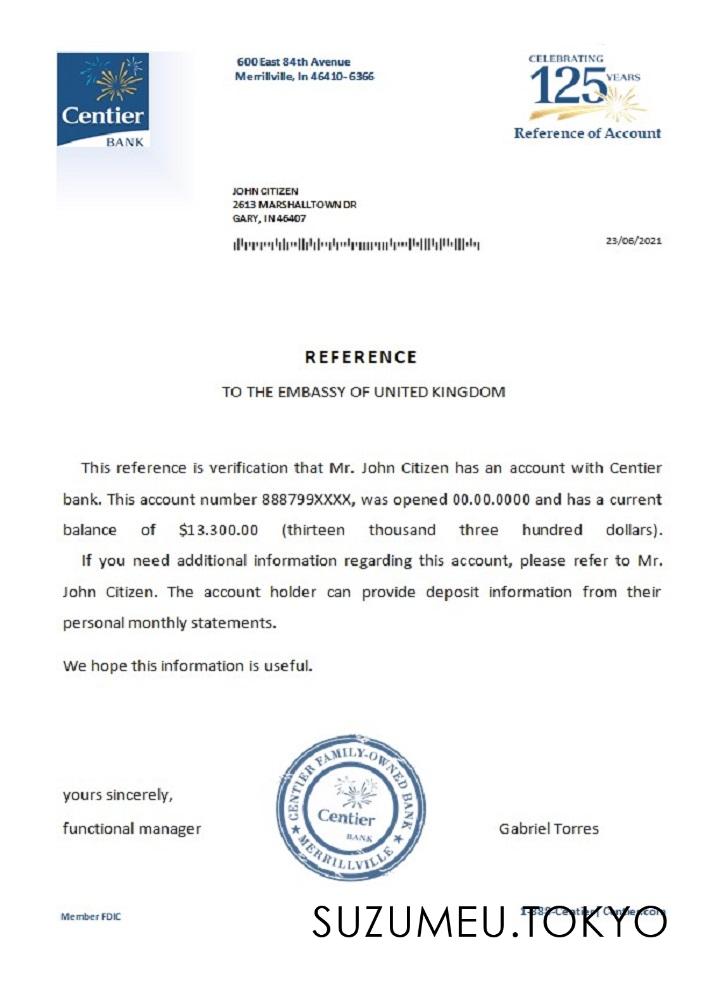 Centier
BANK
600 East 84th Avenue
Merrillville, In 46410-6366
CELEBRATING
125 YEARS
Reference of Account
JOHN CITIZEN
2613 MARSHALLTOWN DR
GARY, IN 46407
23/06/2021
REFERENCE
TO THE EMBASSY OF UNITED KINGDOM
This reference is verification that Mr. John Citizen has an account with Centier
bank. This account number 888799XXXX, was opened 00.00.0000 and has a current
balance of $13.300.00 (thirteen thousand three hundred dollars).
If you need additional information regarding this account, please refer to Mr.
John Citizen. The account holder can provide deposit information from their
personal monthly statements.
We hope this information is useful.
yours sincerely,
functional manager
CENTIER FAMILY-OWNED BANK
Centier
BANK
★ MERRILLVILLE ★
Gabriel Torres
Member FDIC
1-888-Centier| Centier.com
SUZUMEU.TOKYO